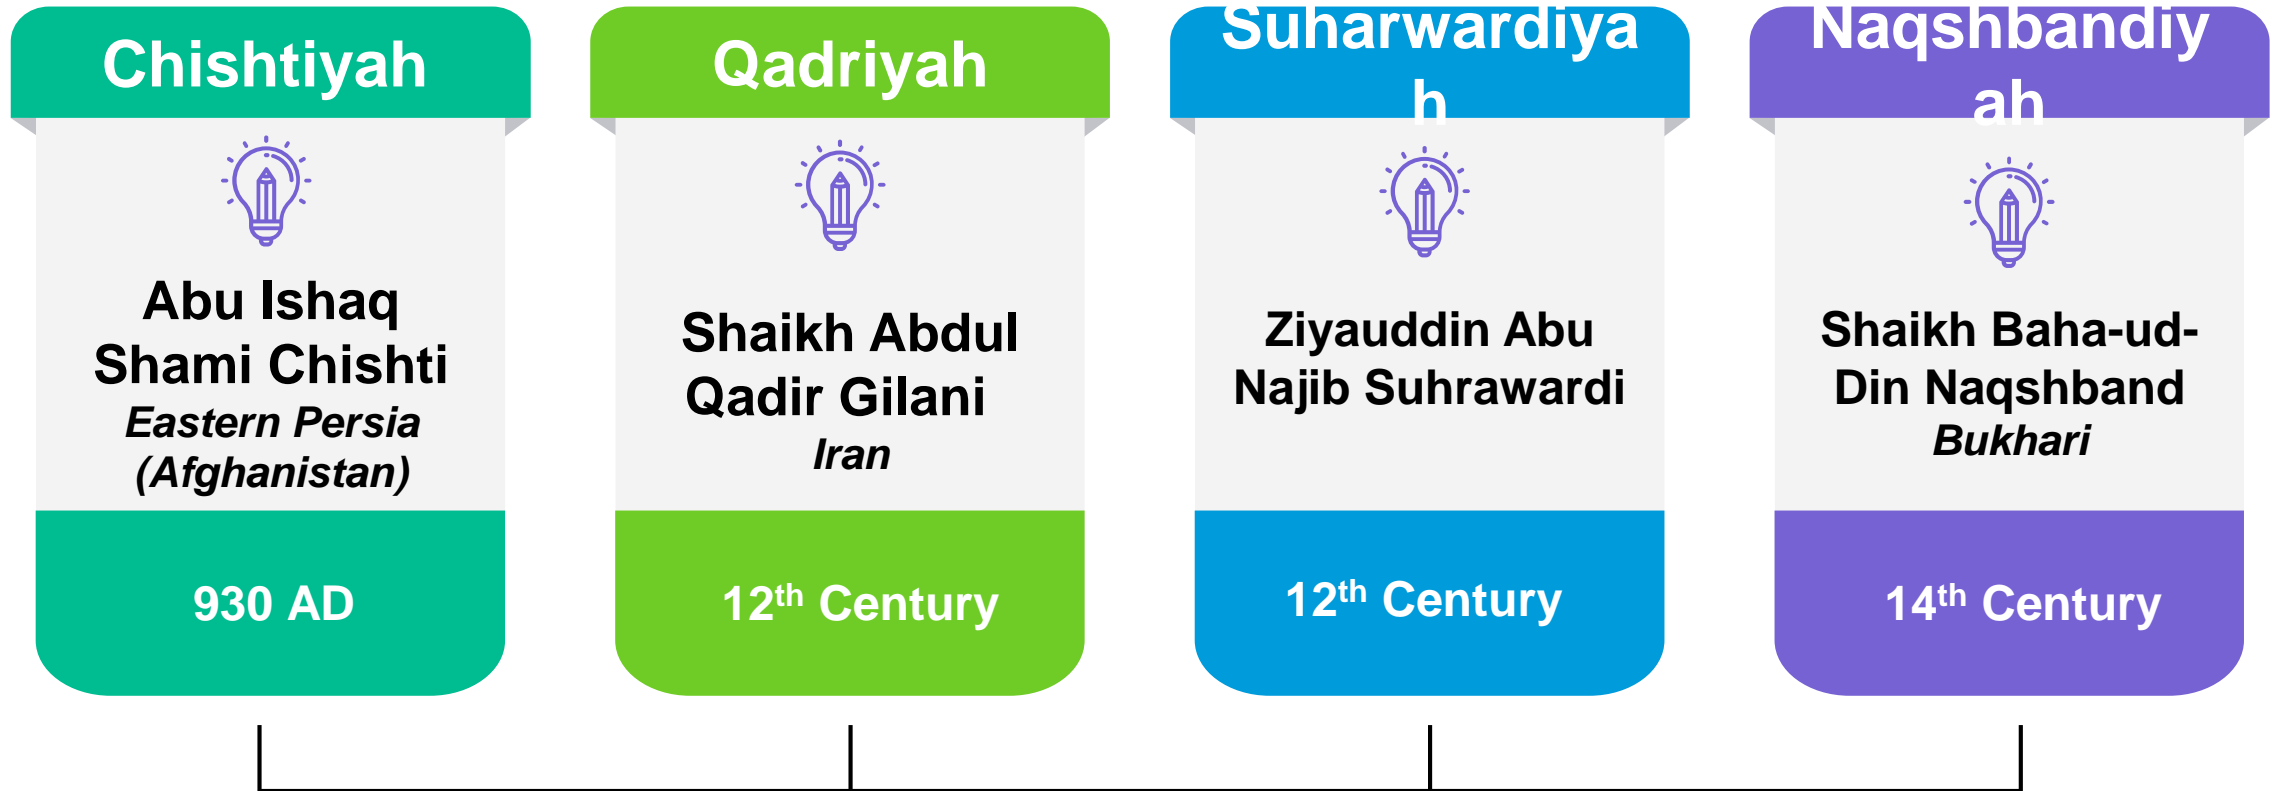 Chishtiyah
Abu Ishaq
Shami Chishti
Eastern Persia
(Afghanistan)
930 AD
Qadriyah
Shaikh Abdul
Qadir Gilani
Iran
12th Century
Suharwardiya
h
Ziyauddin Abu
Najib Suhrawardi
12th Century
Naqshbandiy
ah
Shaikh Baha-ud-
Din Naqshband
Bukhari
14th Century